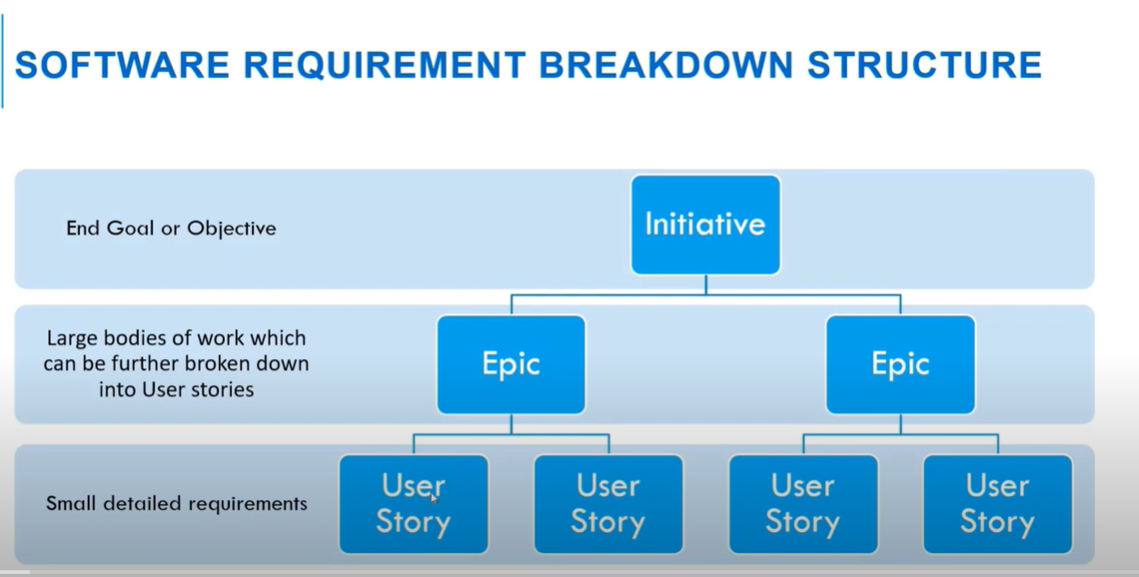 SOFTWARE REQUIREMENT BREAKDOWN STRUCTURE
End Goal or Objective
Initiative
Large bodies of work which
can be further broken down
into User stories
Epic
Epic
Small detailed requirements
User
Story
User
Story
User
Story
User
Story